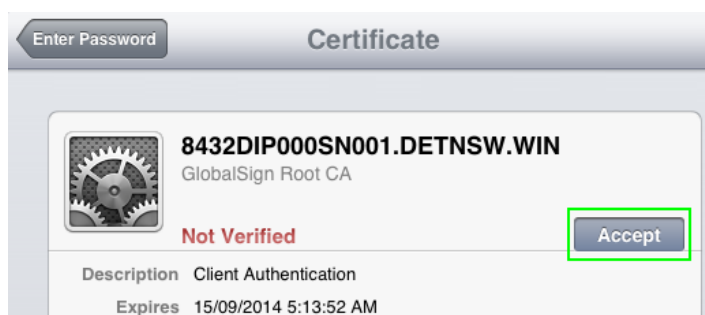 Enter Password
Certificate
8432DIP000SN001.DETNSW.WIN
GlobalSign Root CA
Not Verified
Accept
Description Client Authentication
Expires 15/09/2014 5:13:52 AM